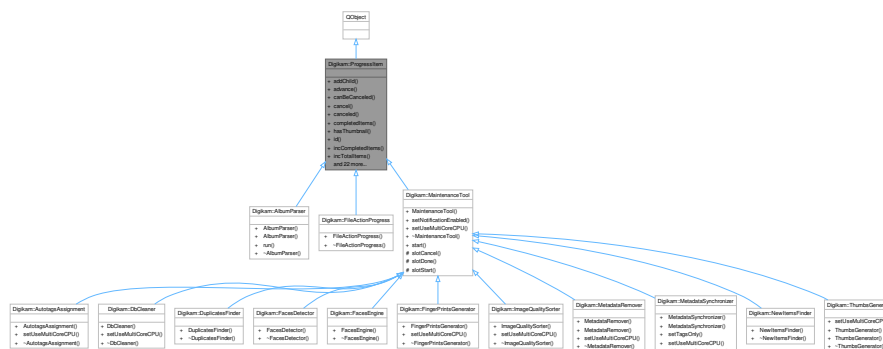 QObject
Digikam::ProgressItem
+ addChild()
+ advance()
+ canBeCanceled()
+ cancel()
+ canceled()
+ completedItems()
+ hasThumbnail()
+ id()
+ incCompletedItems()
+ incTotalItems()
and 22 more...
Digikam::AlbumParser
+ AlbumParser()
+ AlbumParser()
+ run()
+ ~AlbumParser()
Digikam::FileActionProgress
+ FileActionProgress()
+ ~FileActionProgress()
Digikam::MaintenanceTool
+ MaintenanceTool()
+ setNotificationEnabled()
+ setUseMultiCoreCPU()
+ ~MaintenanceTool()
+ start()
# slotCancel()
# slotDone()
# slotStart()
Digikam::AutotagsAssignment
+ AutotagsAssignment()
+ setUseMultiCoreCPU()
+ ~AutotagsAssignment()
Digikam::DbCleaner
+ DbCleaner()
+ setUseMultiCoreCPU()
+ ~DbCleaner()
Digikam::DuplicatesFinder
+ DuplicatesFinder()
+ ~DuplicatesFinder()
Digikam::FacesDetector
+ FacesDetector()
+ ~FacesDetector()
Digikam::FacesEngine
+ FacesEngine()
+ ~FacesEngine()
Digikam::FingerPrintsGenerator
+ FingerPrintsGenerator()
+ setUseMultiCoreCPU()
+ ~FingerPrintsGenerator()
Digikam::ImageQualitySorter
+ ImageQualitySorter()
+ setUseMultiCoreCPU()
+ ~ImageQualitySorter()
Digikam::MetadataRemover
+ MetadataRemover()
+ MetadataRemover()
+ setUseMultiCoreCPU()
+ ~MetadataRemover()
Digikam::MetadataSynchronizer
+ MetadataSynchronizer()
+ MetadataSynchronizer()
+ setTagsOnly()
+ setUseMultiCoreCPU()
Digikam::NewItemsFinder
+ NewItemsFinder()
+ ~NewItemsFinder()
Digikam::ThumbsGener
+ setUseMultiC
+ ThumbsGenerator()
+ ThumbsGenerator()
+ ~ThumbsGenerator()